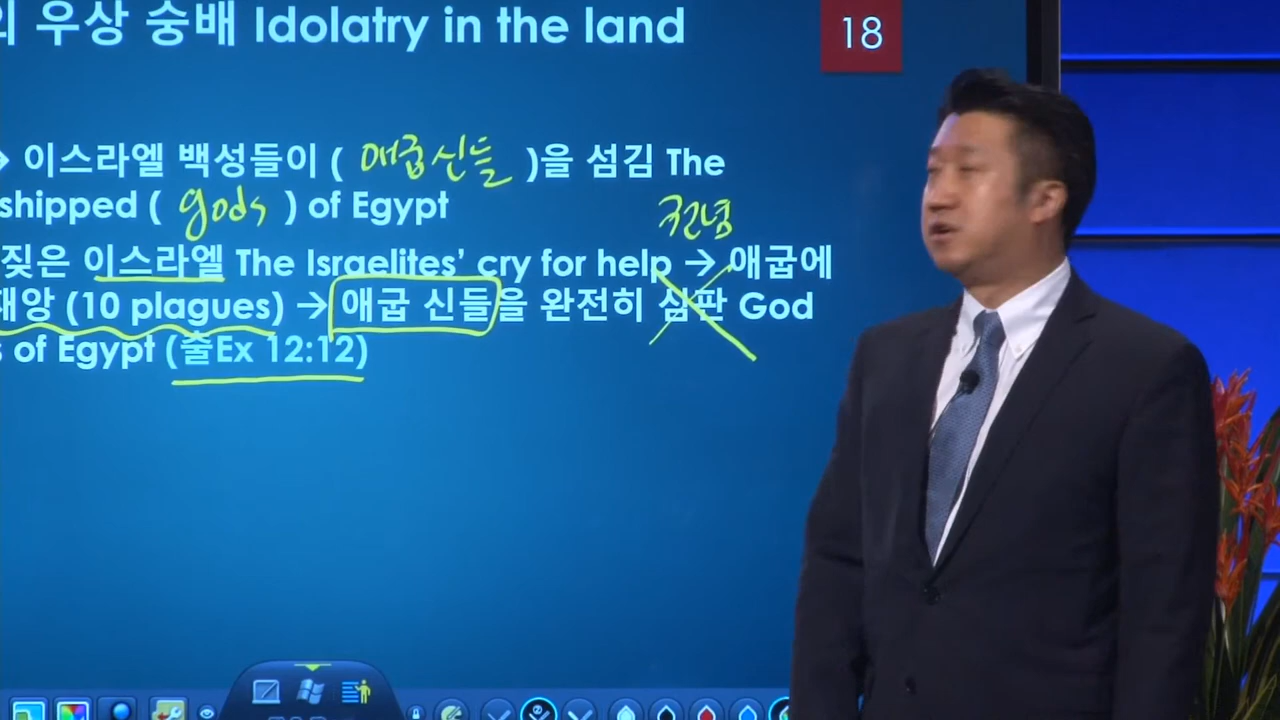 의 우상 숭배 Idolatry in the land
18
→ 이스라엘 백성들이 ( 애굽신들 )을 섬김 The
shipped ( gods ) of Egypt
전념
짖은 이스라엘 The Israelites' cry for help → 애굽에
재앙 (10 plagues) → 애굽 신들을 완전히 심판 God
s of Egypt (출Ex 12:12)